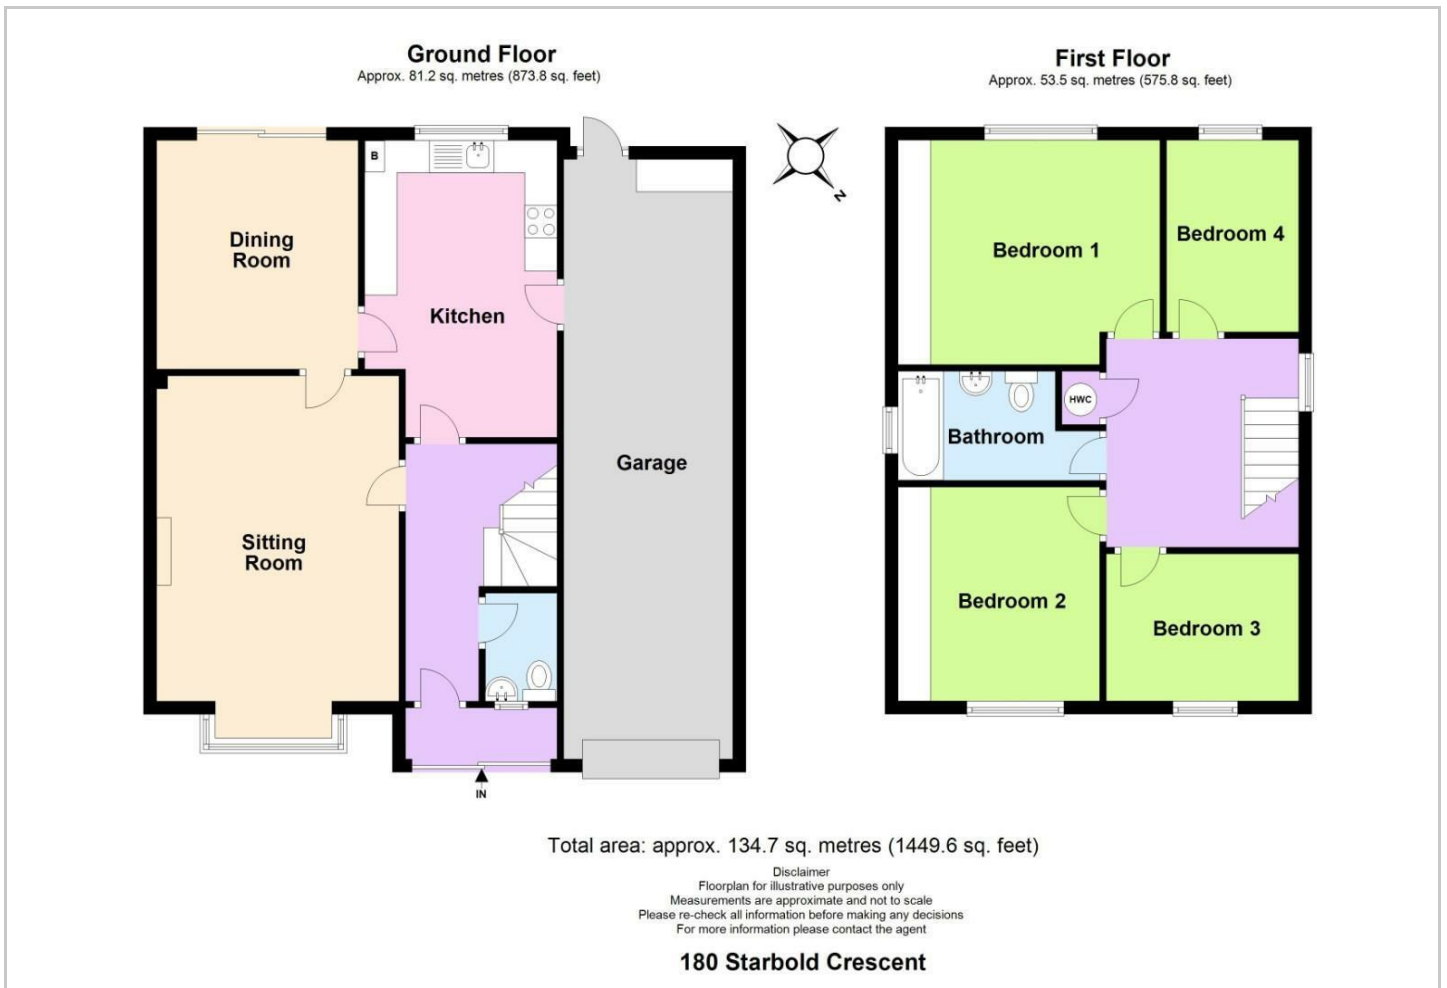 Ground Floor
Approx. 81.2 sq. metres (873.8 sq. feet)
B
Dining
Room
Kitchen
Garage
Sitting
Room
IN
N
First Floor
Approx. 53.5 sq. metres (575.8 sq. feet)
Bedroom 1
Bedroom 4
HWC
Bathroom
Bedroom 2
Bedroom 3
Total area: approx. 134.7 sq. metres (1449.6 sq. feet)
Disclaimer
Floorplan for illustrative purposes only
Measurements are approximate and not to scale
Please re-check all information before making any decisions
For more information please contact the agent
180 Starbold Crescent